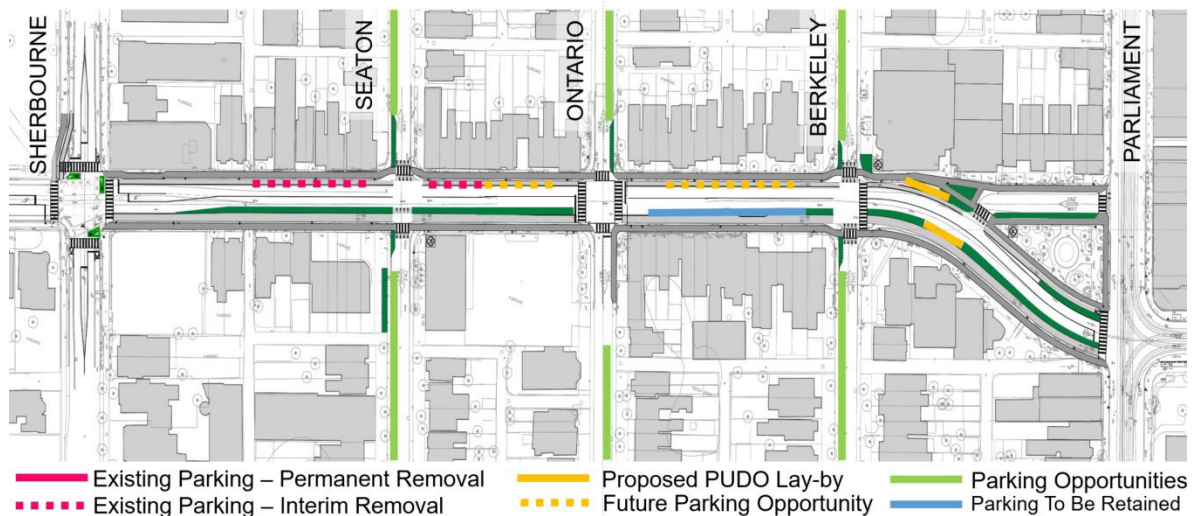 SHERBOURNE
SEATON
ONTARIO
BERKELEY
PARLIAMENT
Existing Parking – Permanent Removal
Existing Parking – Interim Removal
Proposed PUDO Lay-by
Future Parking Opportunity
Parking Opportunities
Parking To Be Retained